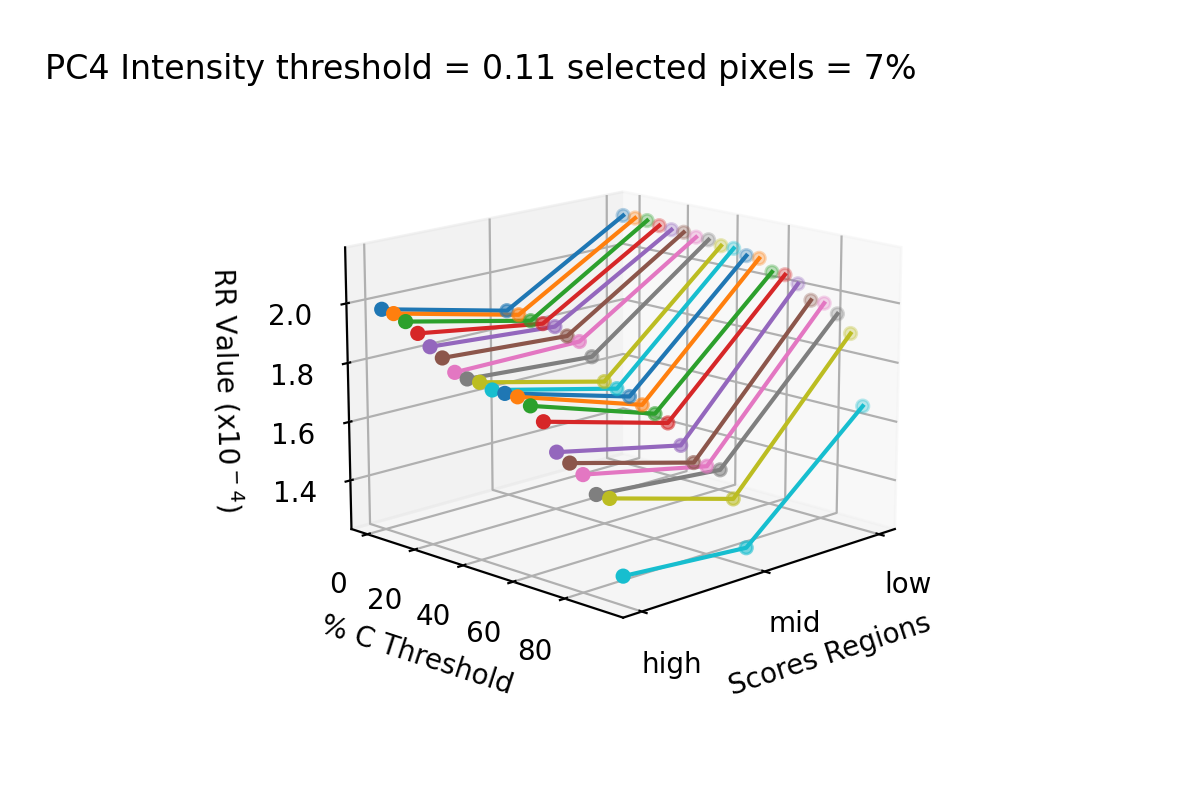 PC4 Intensity threshold = 0.11 selected pixels = 7%
RR Value (x10⁻⁴)
2.0
1.8
1.6
1.4
0
20
40
60
80
% C Threshold
high
mid
low
Scores Regions